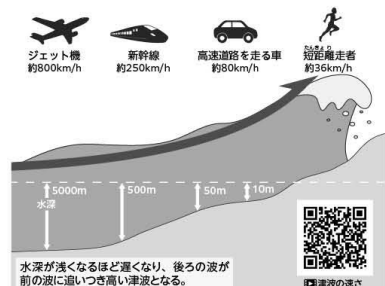 ジェット機
約800km/h
新幹線
約250km/h
高速道路を走る車
約80km/h
たんきょり
短距離走者
約36km/h
5000m
500m
50m
10m
水深
水深が浅くなるほど遅くなり、後ろの波が
前の波に追いつき高い津波となる。
津波の速さ